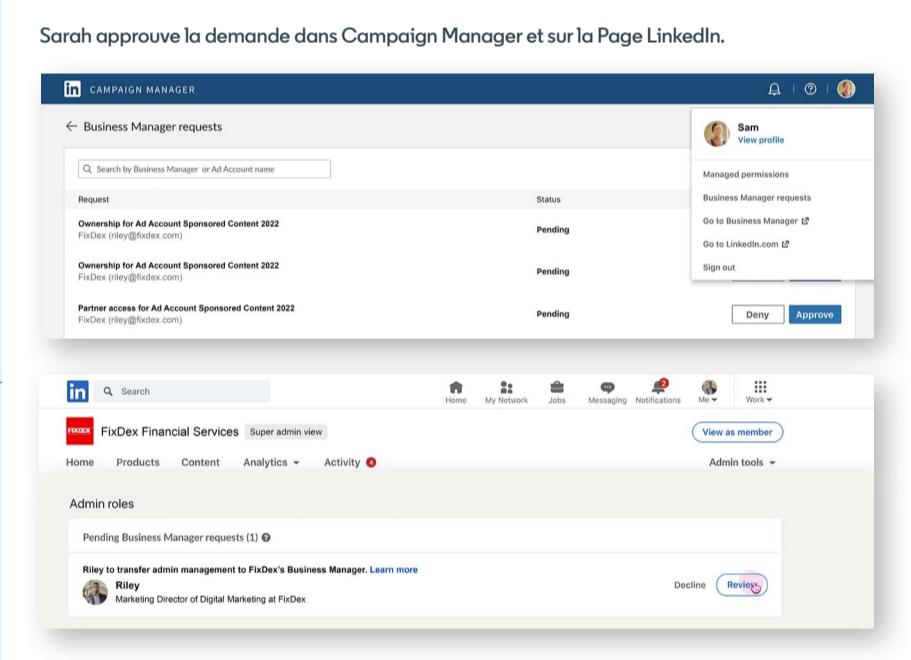 Sarah approuve la demande dans Campaign Manager et sur la Page LinkedIn.
in CAMPAIGN MANAGER
← Business Manager requests
Search by Business Manager or Ad Account name
Request Status
Ownership for Ad Account Sponsored Content 2022
FixDex (riley@fixdex.com)
Pending
Ownership for Ad Account Sponsored Content 2022
FixDex (riley@fixdex.com)
Pending
Partner access for Ad Account Sponsored Content 2022
FixDex (riley@fixdex.com)
Pending
Deny Approve
Sam
View profile
Managed permissions
Business Manager requests
Go to Business Manager
Go to LinkedIn.com
Sign out
in Search
Home My Network Jobs Messaging Notifications Me Work
2
FIXDEX FixDex Financial Services Super admin view View as member
Home Products Content Analytics Activity 4 Admin tools
Admin roles
Pending Business Manager requests (1)
Riley to transfer admin management to FixDex's Business Manager. Learn more
Riley
Marketing Director of Digital Marketing at FixDex
Decline Review